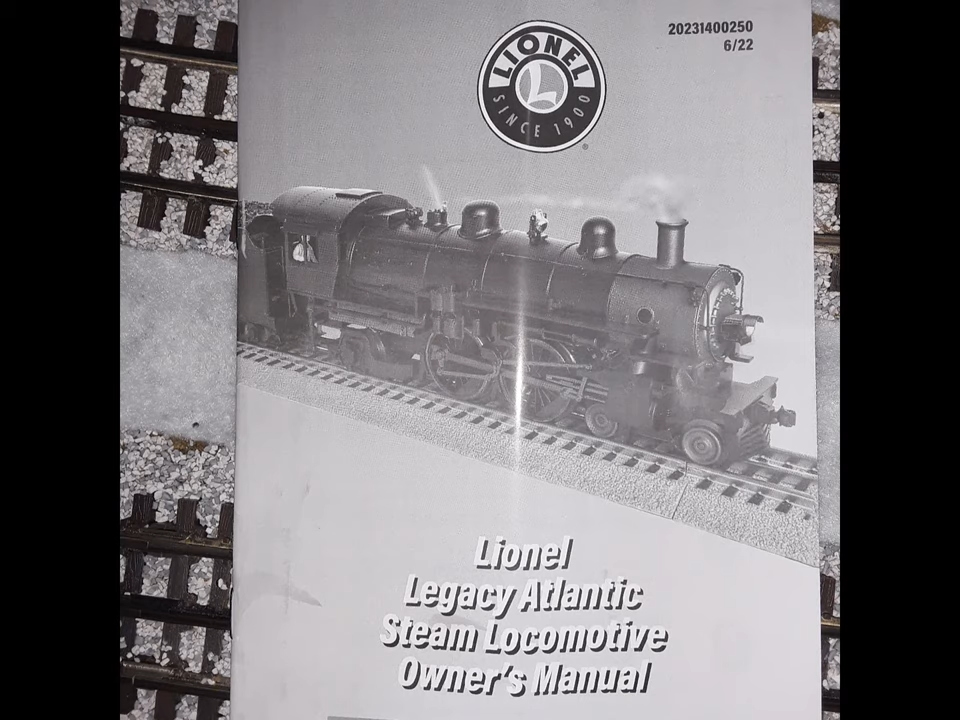 20231400250
6/22
LIONEL
L
SINCE 1900
Lionel
Legacy Atlantic
Steam Locomotive
Owner's Manual